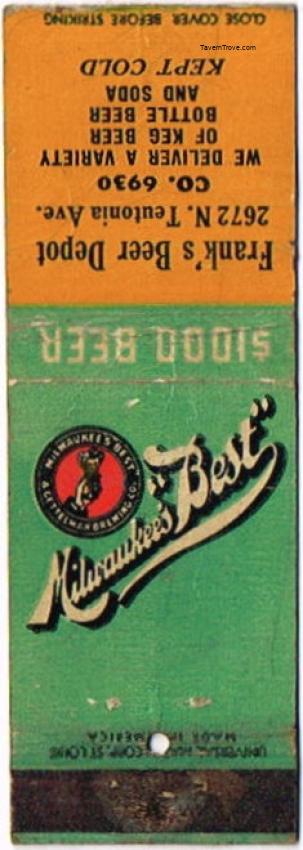 TavernTrove.com
CLOSE COVER BEFORE STRIKING
Frank's Beer Depot
2672 N. Teutonia Ave.
CO. 6930
WE DELIVER A VARIETY
OF KEG BEER
BOTTLE BEER
AND SODA
KEPT COLD
$1000 BEER
MILWAUKEE'S "BEST"
A. GETTELMAN BREWING CO.
Milwaukee's "Best"
UNIVERSAL MATCH CORP. ST. LOUIS
MADE IN AMERICA